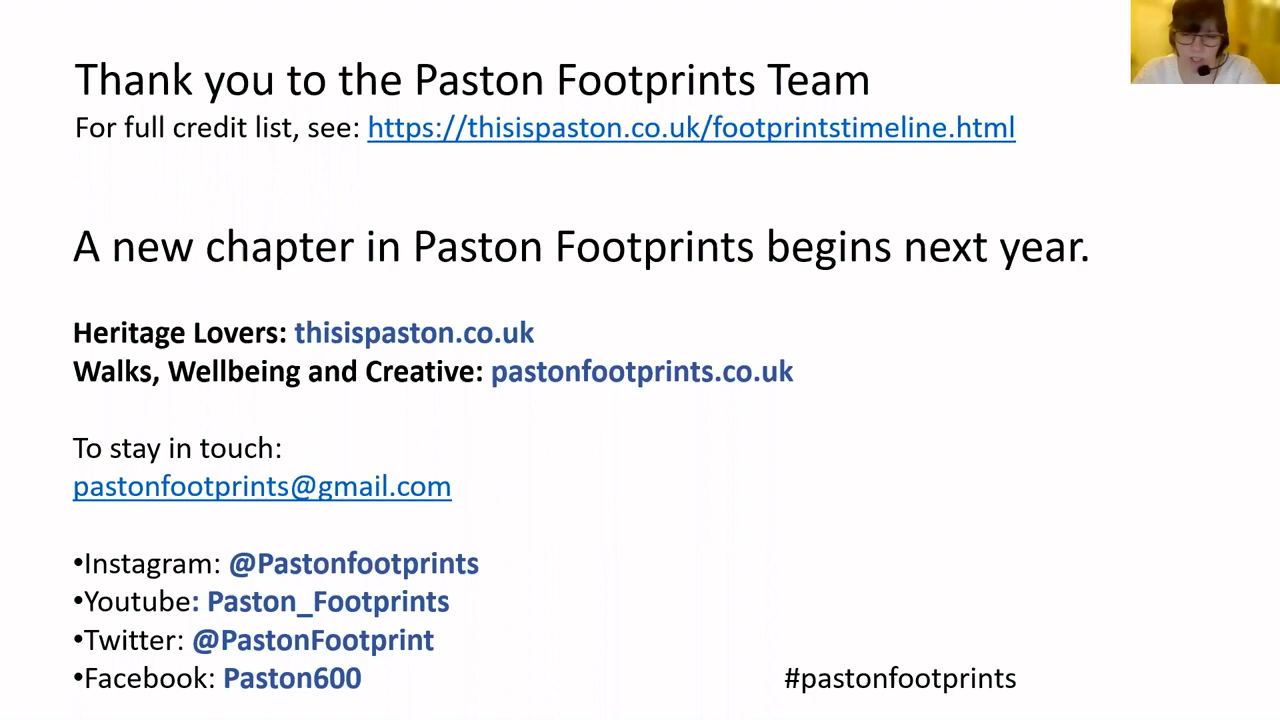 Thank you to the Paston Footprints Team
For full credit list, see: https://thisispaston.co.uk/footprintstimeline.html
A new chapter in Paston Footprints begins next year.
Heritage Lovers: thisispaston.co.uk
Walks, Wellbeing and Creative: pastonfootprints.co.uk
To stay in touch:
pastonfootprints@gmail.com
•Instagram: @Pastonfootprints
•Youtube: Paston_Footprints
•Twitter: @PastonFootprint
•Facebook: Paston600
#pastonfootprints